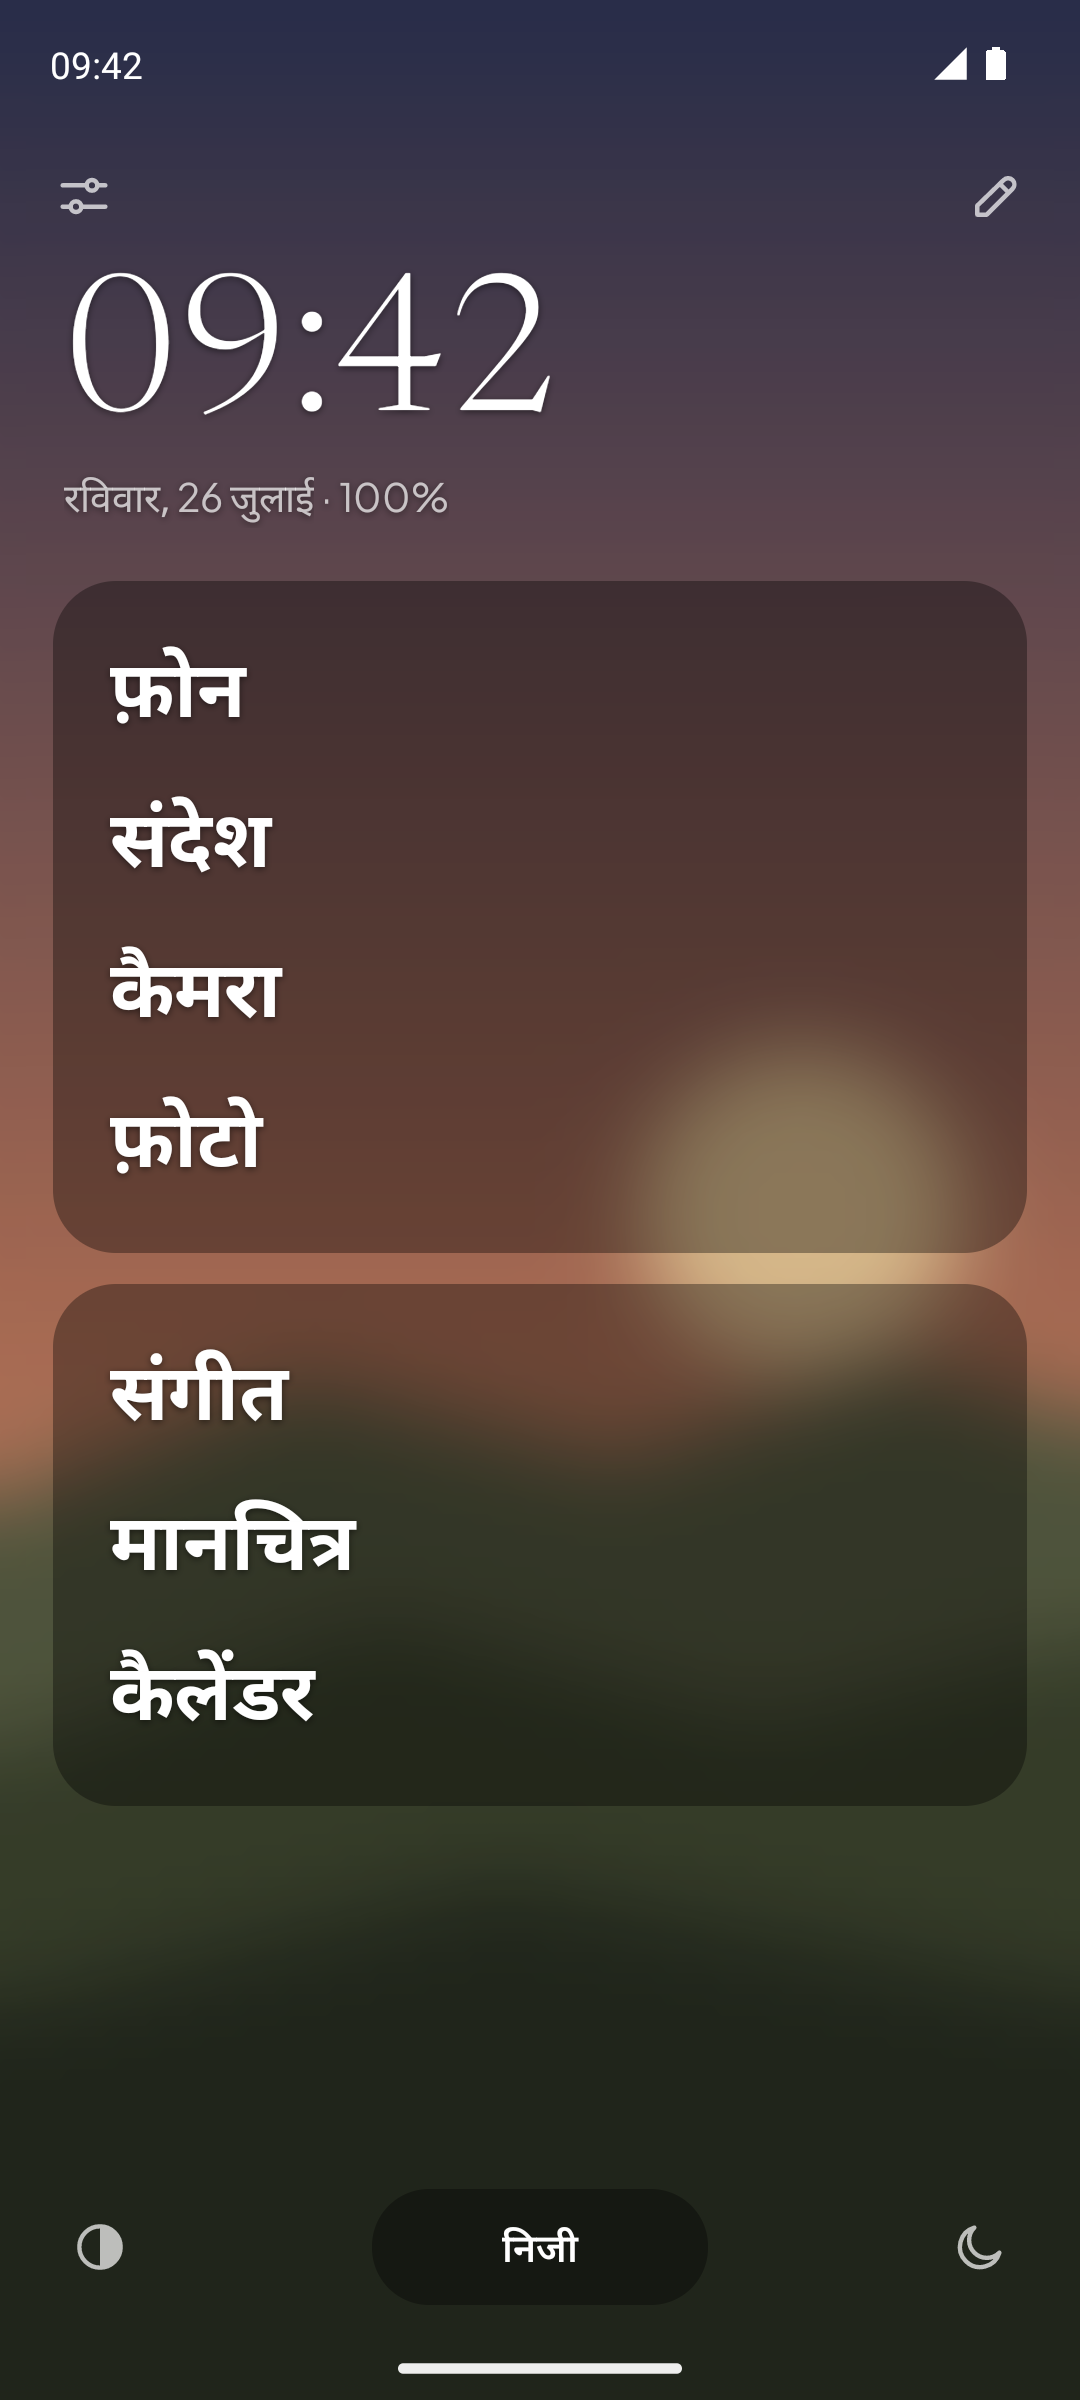 09:42
09:42
रविवार, 26 जुलाई · 100%
फ़ोन
संदेश
कैमरा
फ़ोटो
संगीत
मानचित्र
कैलेंडर
निजी